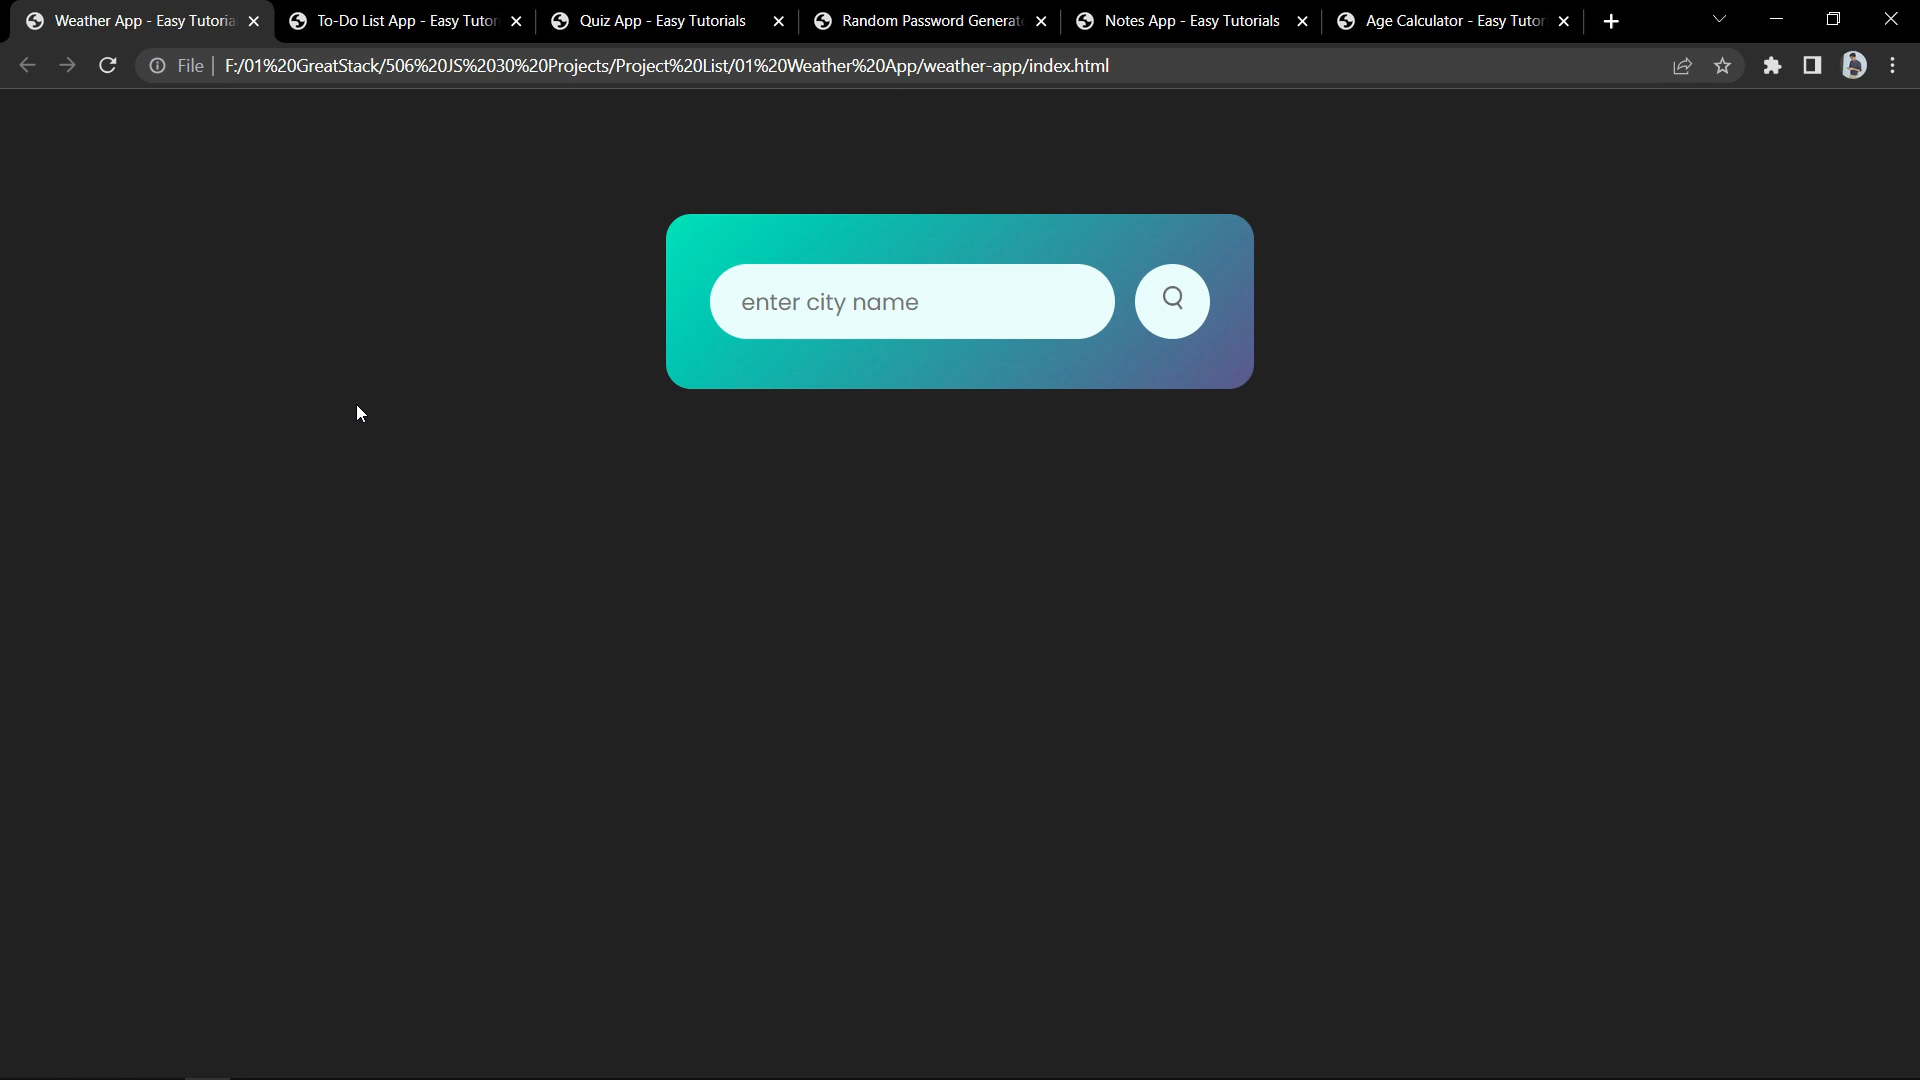 Weather App - Easy Tutoria
To-Do List App - Easy Tutor
Quiz App - Easy Tutorials
Random Password Generat
Notes App - Easy Tutorials
Age Calculator - Easy Tutor
File
F:/01%20GreatStack/506%20JS%2030%20Projects/Project%20List/01%20Weather%20App/weather-app/index.html
enter city name